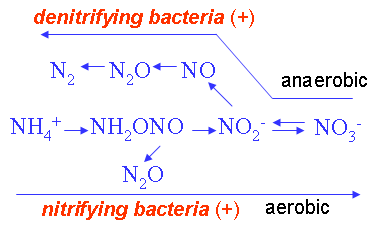 denitrifying bacteria (+)
N₂ N₂O NO
anaerobic
NH₄⁺ NH₂ONO NO₂⁻ NO₃⁻
N₂O
nitrifying bacteria (+) aerobic